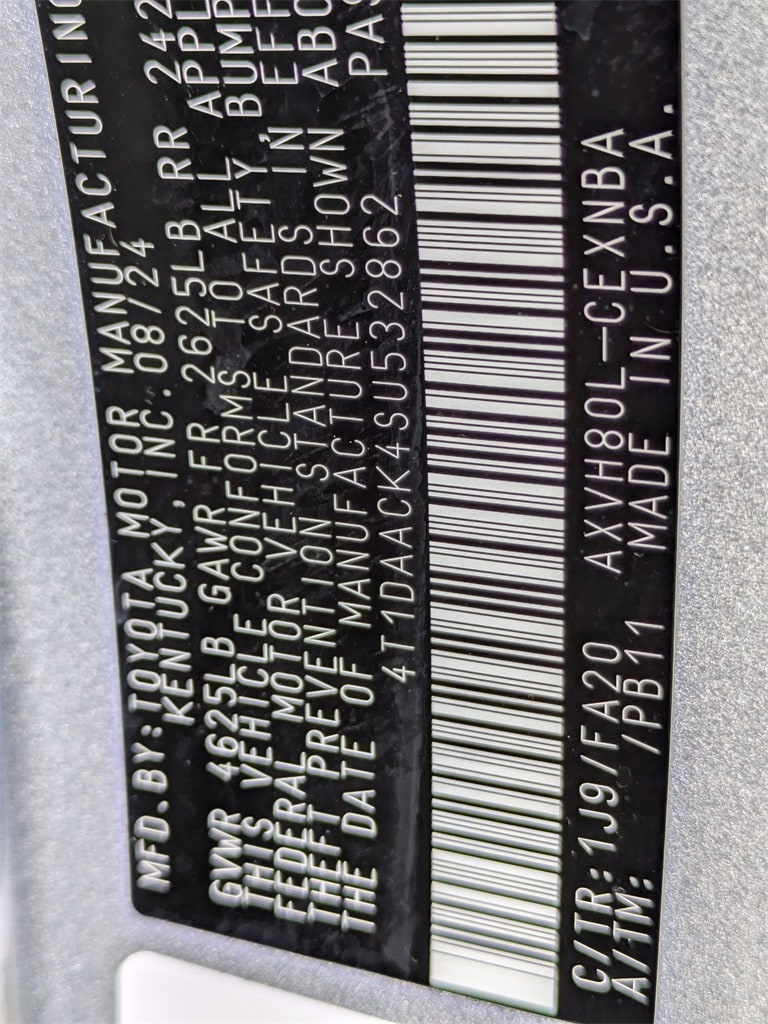 MFD.BY:TOYOTA MOTOR MANUFACTURING
KENTUCKY, INC.08/24
GVWR 4625LB GAWR FR 2625LB RR 242
THIS VEHICLE CONFORMS TO ALL APPL
FEDERAL MOTOR VEHICLE SAFETY, BUMP
THEFT PREVENTION STANDARDS IN EFF
THE DATE OF MANUFACTURE SHOWN ABO
4T1DAACK4SU532862 PAS
C/TR:1J9/FA20 AXVH80L-CEXNBA
A/TM: /PB11 MADE IN U.S.A.